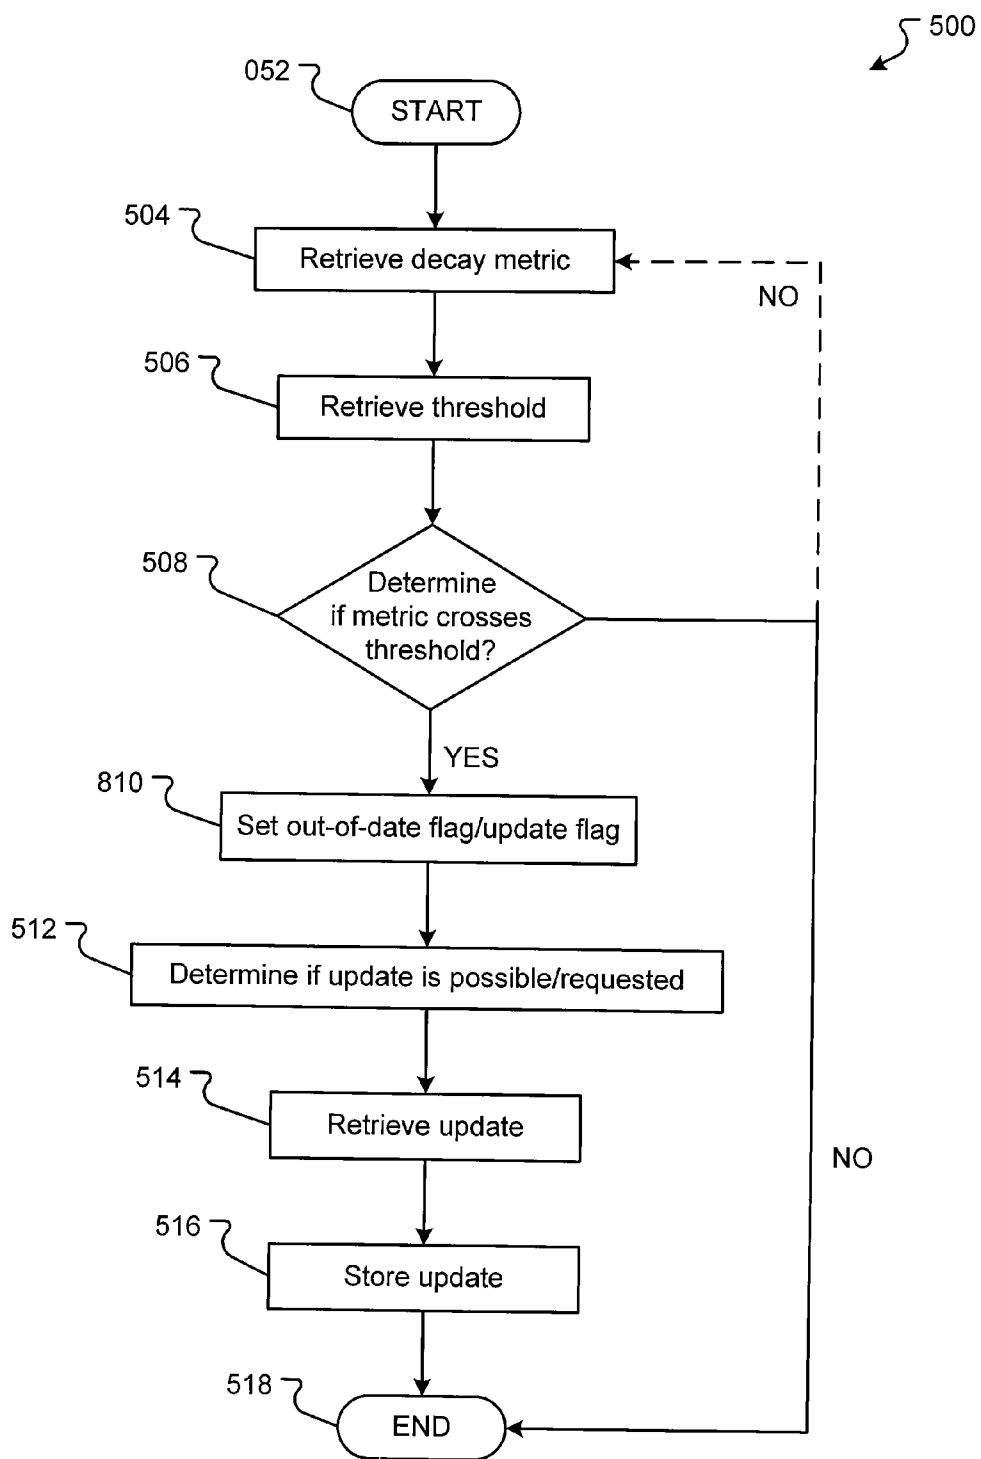 500
052
START
504
Retrieve decay metric
NO
506
Retrieve threshold
508
Determine
if metric crosses
threshold?
YES
810
Set out-of-date flag/update flag
512
Determine if update is possible/requested
514
Retrieve update
NO
516
Store update
518
END